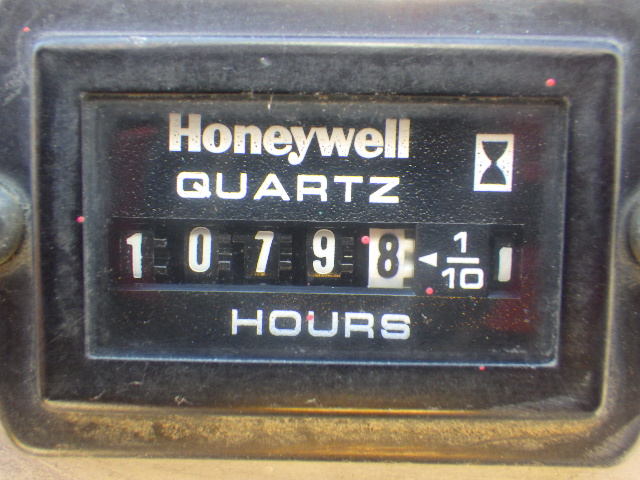 Honeywell
QUARTZ
1 0 7 9 8 ◄ 1/10
HOURS